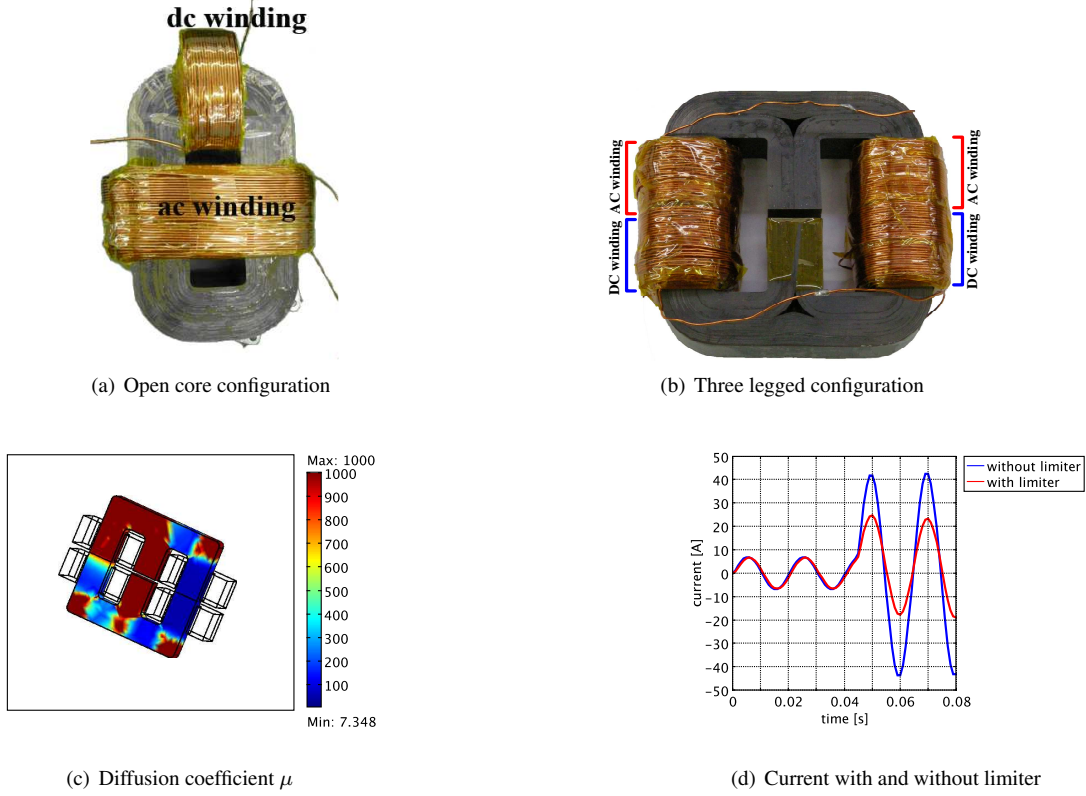 dc winding
ac winding
(a) Open core configuration
AC winding
DC winding
AC winding
DC winding
(b) Three legged configuration
Max: 1000
1000
900
800
700
600
500
400
300
200
100
Min: 7.348
(c) Diffusion coefficient μ
50
40
30
20
10
0
−10
−20
−30
−40
−50
current [A]
0
0.02
0.04
0.06
0.08
time [s]
without limiter
with limiter
(d) Current with and without limiter